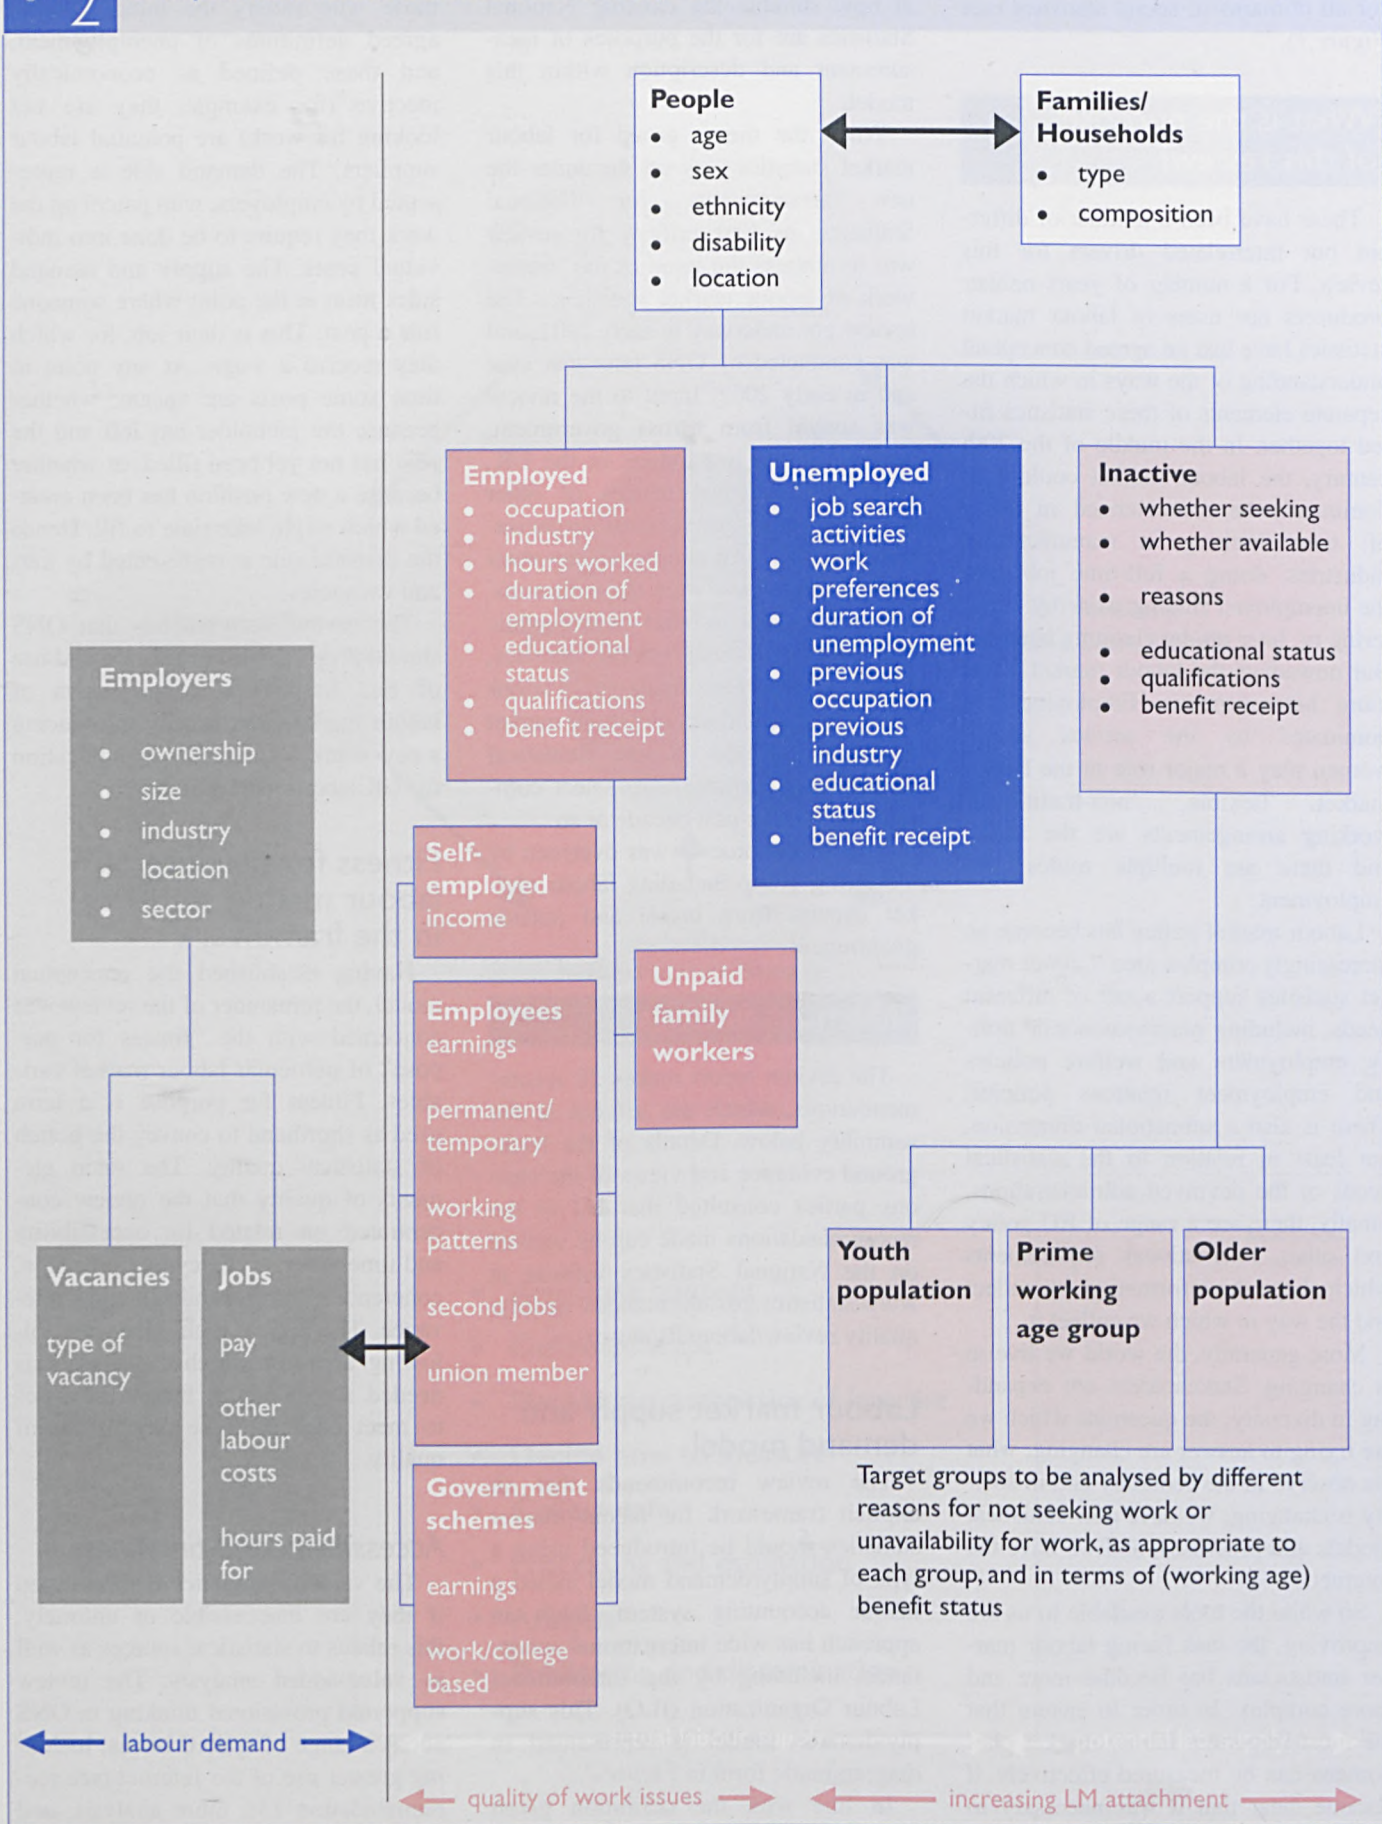 2
People
• age
• sex
• ethnicity
• disability
• location
Families/
Households
• type
• composition
Employed
• occupation
• industry
• hours worked
• duration of
employment
• educational
status
• qualifications
• benefit receipt
Unemployed
• job search
activities
• work
preferences
• duration of
unemployment
• previous
occupation
• previous
industry
• educational
status
• benefit receipt
Inactive
• whether seeking
• whether available
• reasons
• educational status
• qualifications
• benefit receipt
Employers
• ownership
• size
• industry
• location
• sector
Self-
employed
income
Employees
earnings
permanent/
temporary
working
patterns
second jobs
union member
Unpaid
family
workers
Vacancies
type of
vacancy
Jobs
pay
other
labour
costs
hours paid
for
Government
schemes
earnings
work/college
based
Youth
population
Prime
working
age group
Older
population
Target groups to be analysed by different
reasons for not seeking work or
unavailability for work, as appropriate to
each group, and in terms of (working age)
benefit status
labour demand
quality of work issues
increasing LM attachment